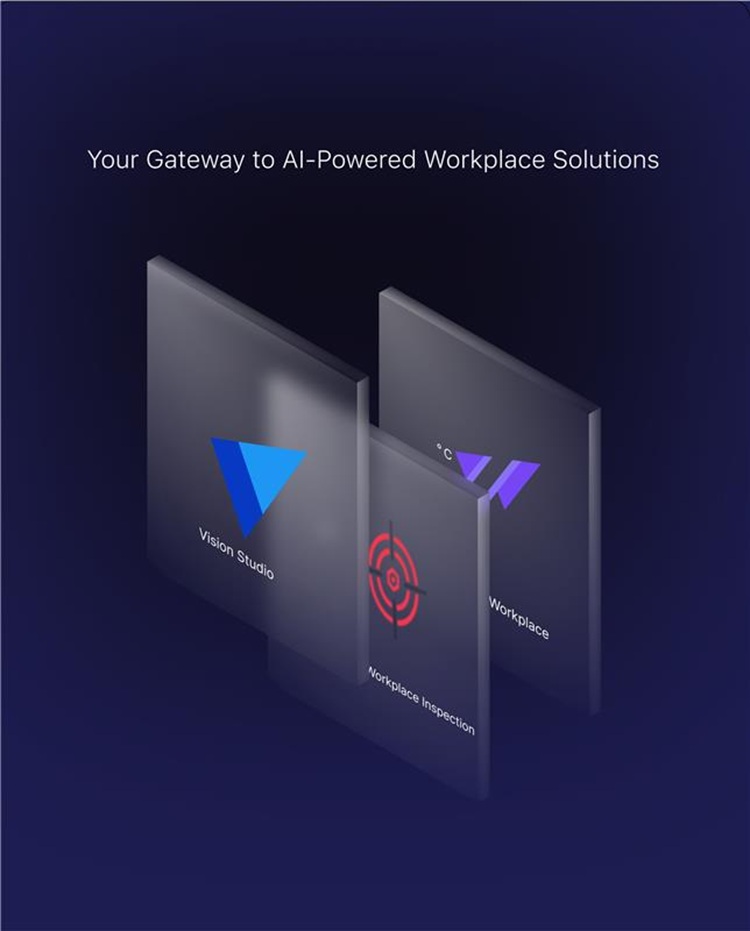 Your Gateway to AI-Powered Workplace Solutions
°C
Vision Studio
Workplace
Workplace Inspection